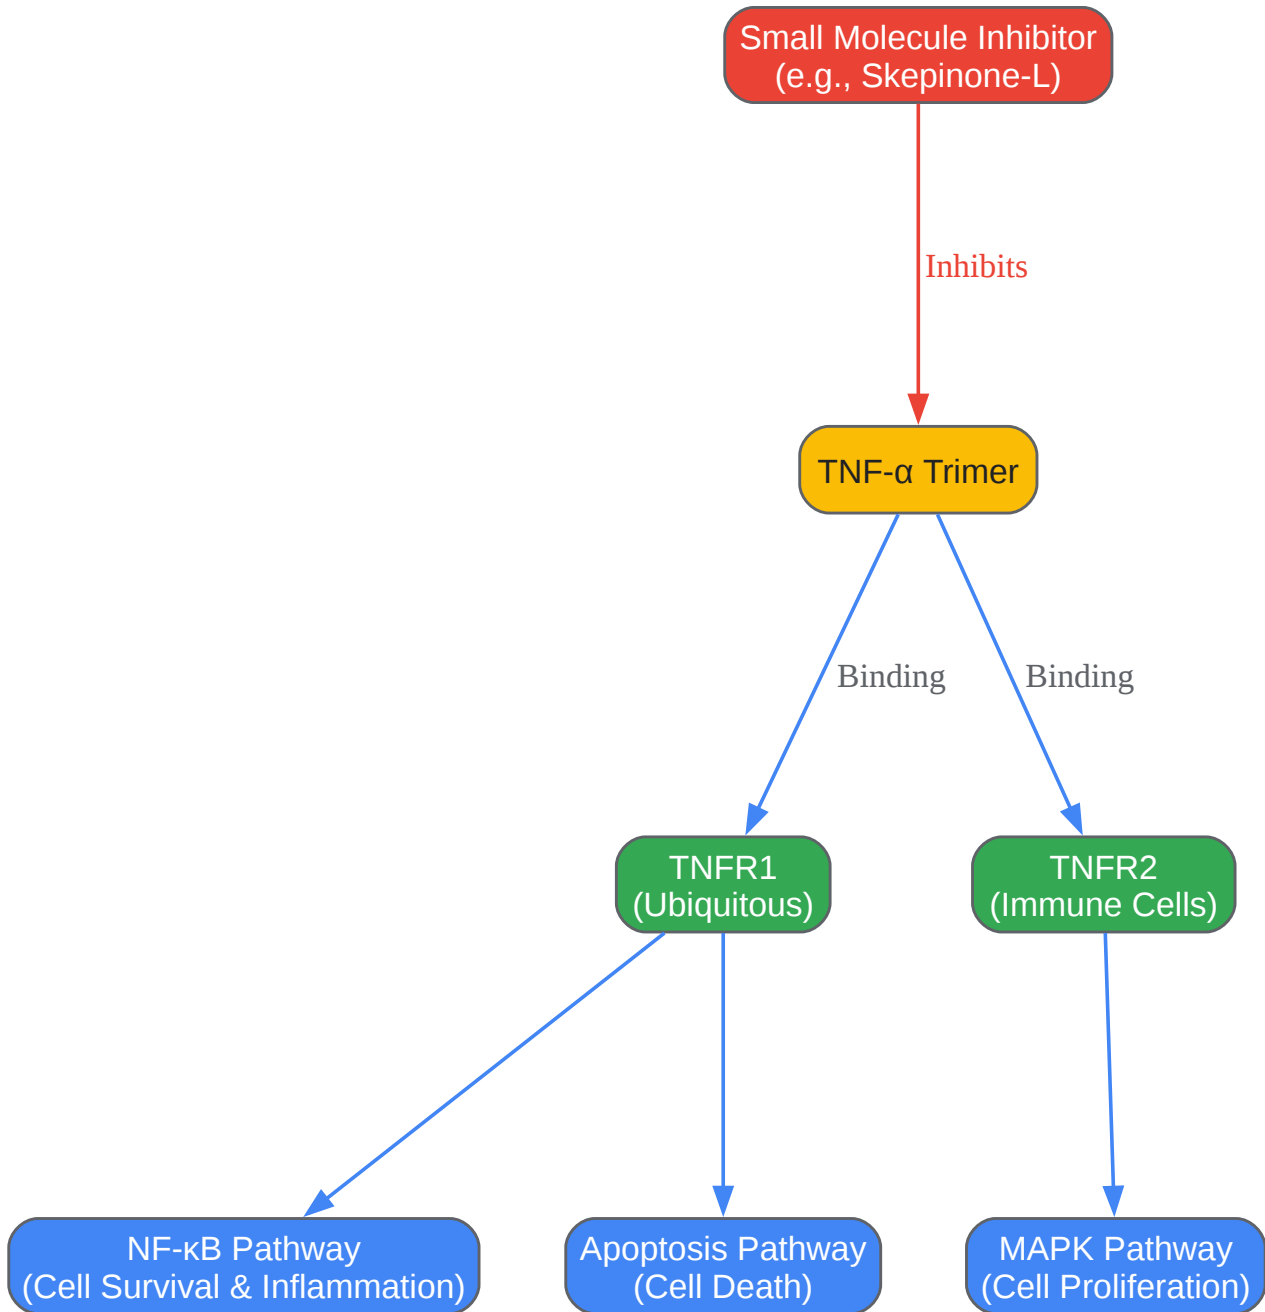 Small Molecule Inhibitor
(e.g., Skepinone-L)
Inhibits
TNF-α Trimer
Binding
Binding
TNFR1
(Ubiquitous)
TNFR2
(Immune Cells)
NF-κB Pathway
(Cell Survival & Inflammation)
Apoptosis Pathway
(Cell Death)
MAPK Pathway
(Cell Proliferation)